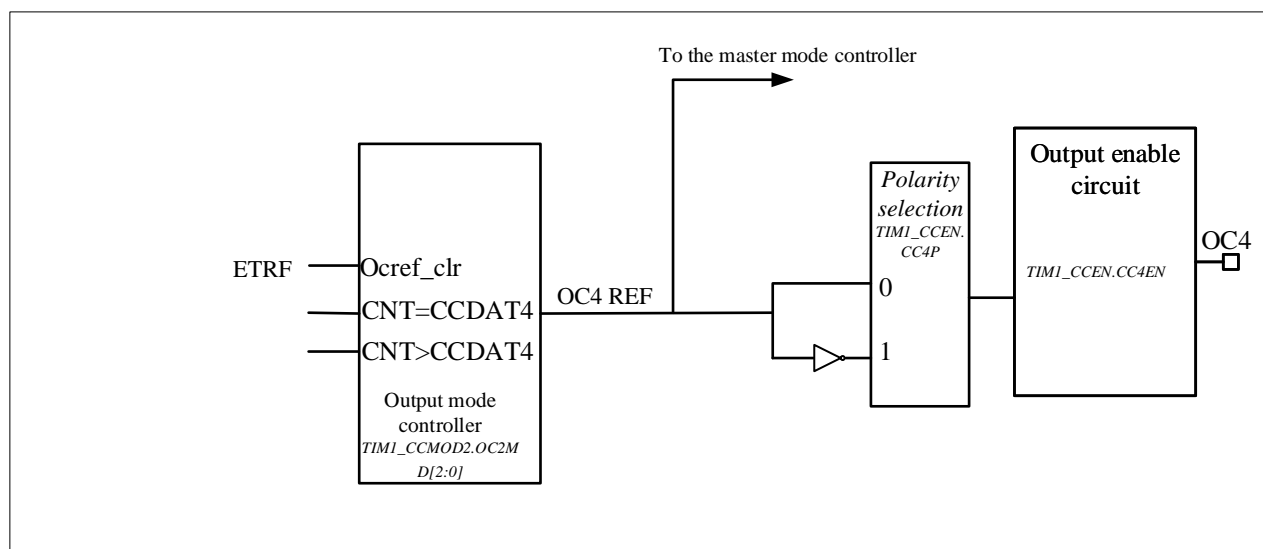 To the master mode controller
ETRF
Ocref_clr
CNT=CCDAT4
CNT>CCDAT4
Output mode
controller
TIM1_CCMOD2.OC2M
D[2:0]
OC4 REF
Polarity
selection
TIM1_CCEN.
CC4P
0
1
Output enable
circuit
TIM1_CCEN.CC4EN
OC4